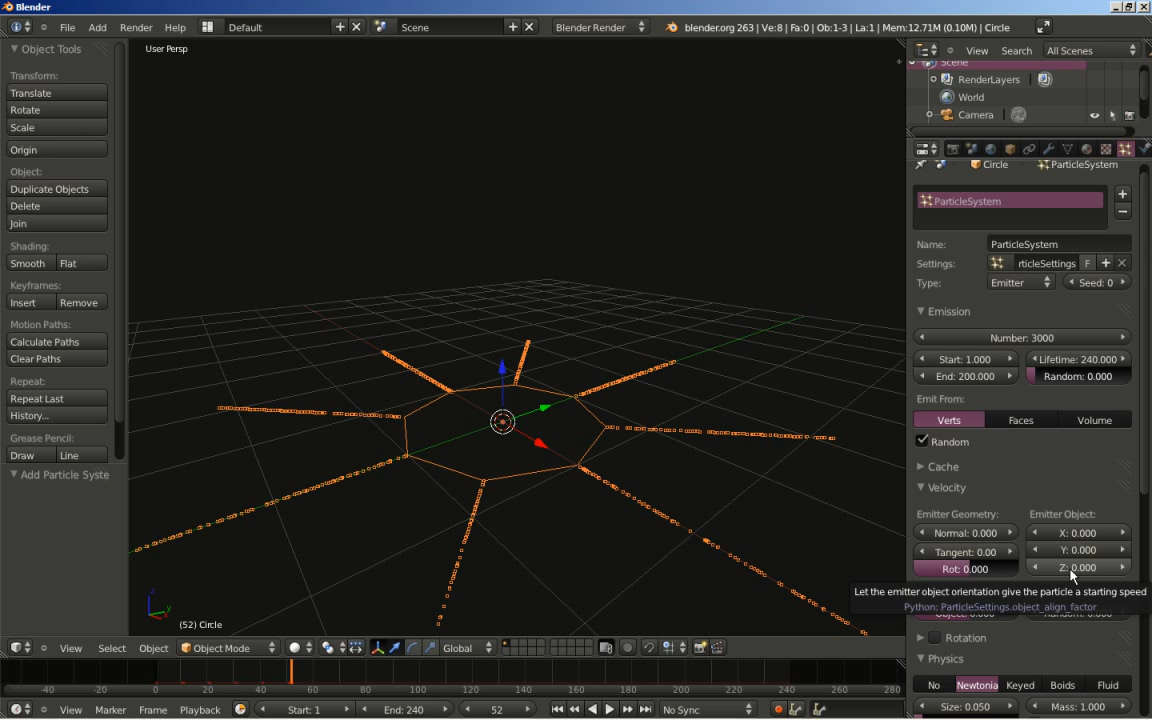 Blender
File Add Render Help Default Scene Blender Render blender.org 263 | Ve:8 | Fa:0 | Ob:1-3 | La:1 | Mem:12.71M (0.10M) | Circle
Object Tools
Transform:
Translate
Rotate
Scale
Origin
Object:
Duplicate Objects
Delete
Join
Shading:
Smooth Flat
Keyframes:
Insert Remove
Motion Paths:
Calculate Paths
Clear Paths
Repeat:
Repeat Last
History...
Grease Pencil:
Draw Line
Add Particle Syste
User Persp
z
y
(52) Circle
View Select Object Object Mode Global
-40 -20 0 20 40 60 80 100 120 140 160 180 200 220 240 260 280
View Marker Frame Playback Start: 1 End: 240 52 No Sync
View Search All Scenes
Scene
RenderLayers
World
Camera
Circle ParticleSystem
ParticleSystem
Name: ParticleSystem
Settings: rticleSettings F
Type: Emitter Seed: 0
Emission
Number: 3000
Start: 1.000 Lifetime: 240.000
End: 200.000 Random: 0.000
Emit From:
Verts Faces Volume
Random
Cache
Velocity
Emitter Geometry: Emitter Object:
Normal: 0.000 X: 0.000
Tangent: 0.00 Y: 0.000
Rot: 0.000 Z: 0.000
Let the emitter object orientation give the particle a starting speed
Python: ParticleSettings.object_align_factor
Object: 0.000 Random: 0.000
Rotation
Physics
No Newtonia Keyed Boids Fluid
Size: 0.050 Mass: 1.000